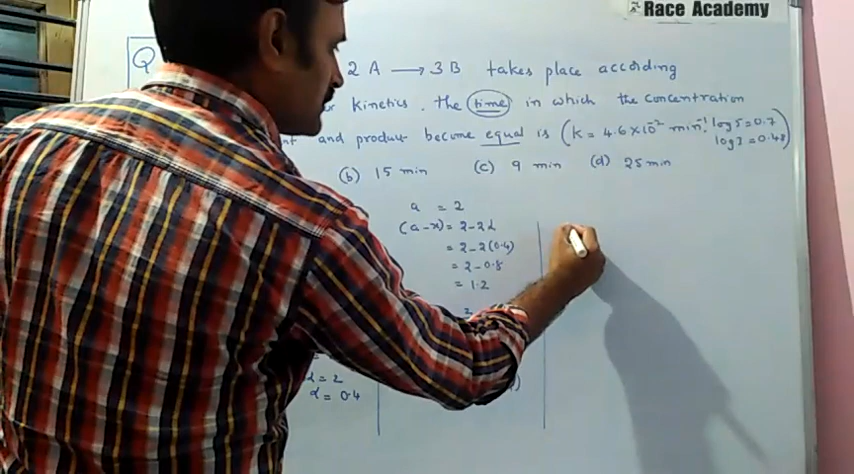 Race Academy
Q
2 A → 3 B takes place according
kinetics. the time in which the concentration
and produce become equal is (K = 4.6 × 10⁻² min⁻¹. log 5 = 0.7
log 3 = 0.48)
(b) 15 min (c) 9 min (d) 25 min
a = 2
(a-x) = 2-2α
= 2-2(0.4)
= 2-0.8
= 1.2
α = 2
α = 0.4